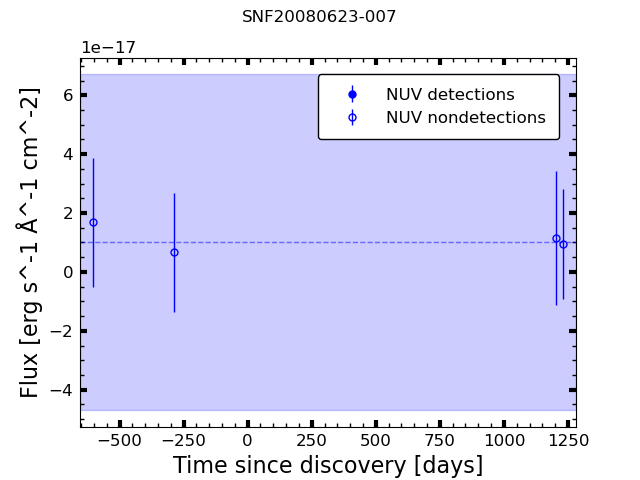 SNF20080623-007
1e−17
NUV detections
NUV nondetections
6
4
2
0
−2
−4
Flux [erg s^-1 Å^-1 cm^-2]
−500
−250
0
250
500
750
1000
1250
Time since discovery [days]